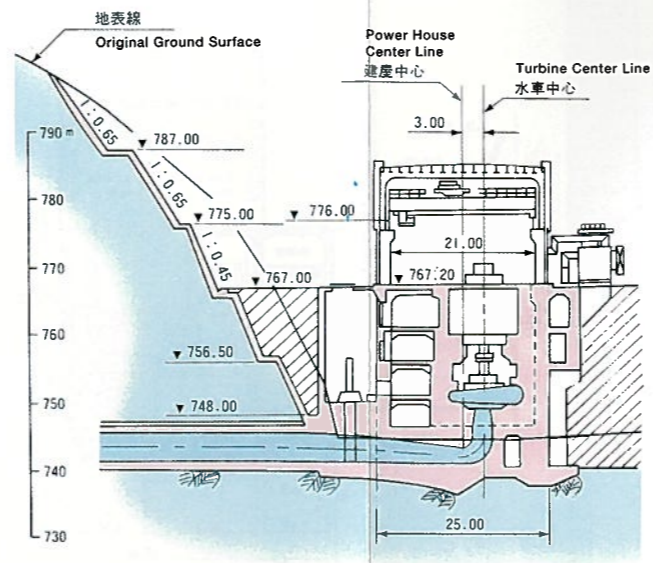 地表線
Original Ground Surface
Power House
Center Line
建慶中心
Turbine Center Line
水車中心
3.00
1:0.65
790 m
787.00
1:0.65
780
775.00
776.00
1:0.45
21.00
770
767.00
767.20
760
756.50
750
748.00
740
730
25.00